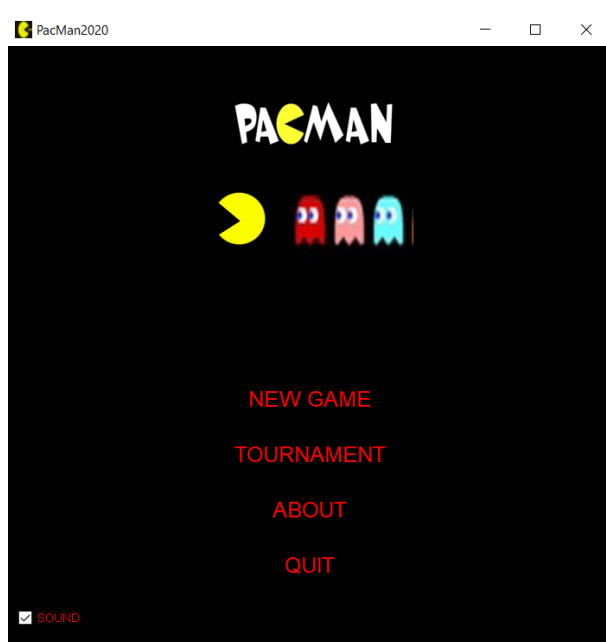 PacMan2020
PACMAN
NEW GAME
TOURNAMENT
ABOUT
QUIT
SOUND